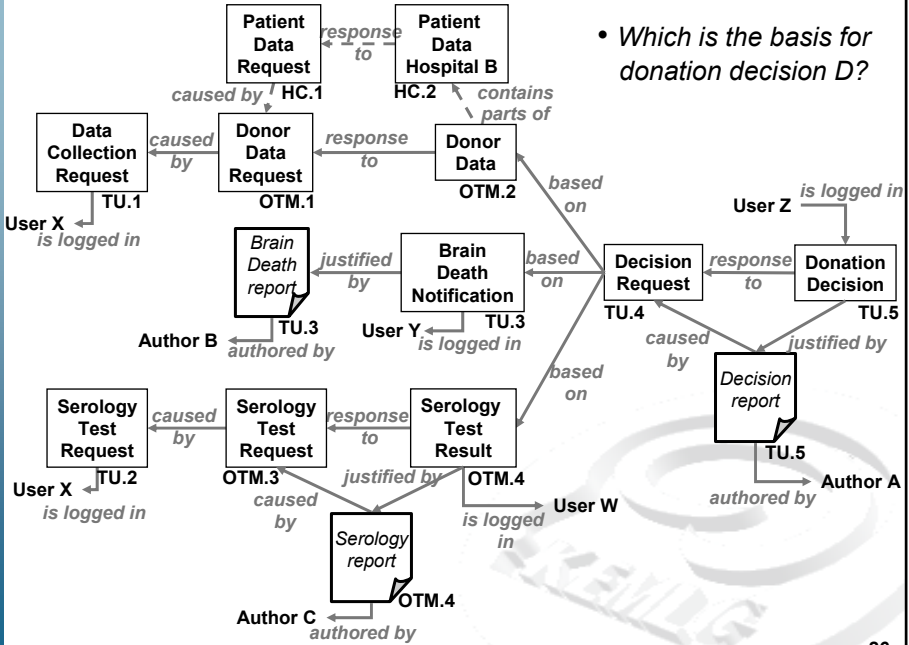 • Which is the basis for
donation decision D?
Patient
Data
Request
HC.1
response
to
Patient
Data
Hospital B
HC.2
caused by
contains
parts of
Data
Collection
Request
TU.1
caused
by
Donor
Data
Request
OTM.1
response
to
Donor
Data
OTM.2
User X
is logged in
based
on
User Z
is logged in
Brain
Death
report
TU.3
justified
by
Brain
Death
Notification
TU.3
based
on
Decision
Request
TU.4
response
to
Donation
Decision
TU.5
Author B
authored by
User Y
is logged in
caused
by
justified by
based
on
Decision
report
TU.5
Author A
authored by
Serology
Test
Request
TU.2
caused
by
Serology
Test
Request
OTM.3
response
to
Serology
Test
Result
OTM.4
User X
is logged in
caused
by
justified by
is logged
in
User W
Serology
report
OTM.4
Author C
authored by
KEMLG